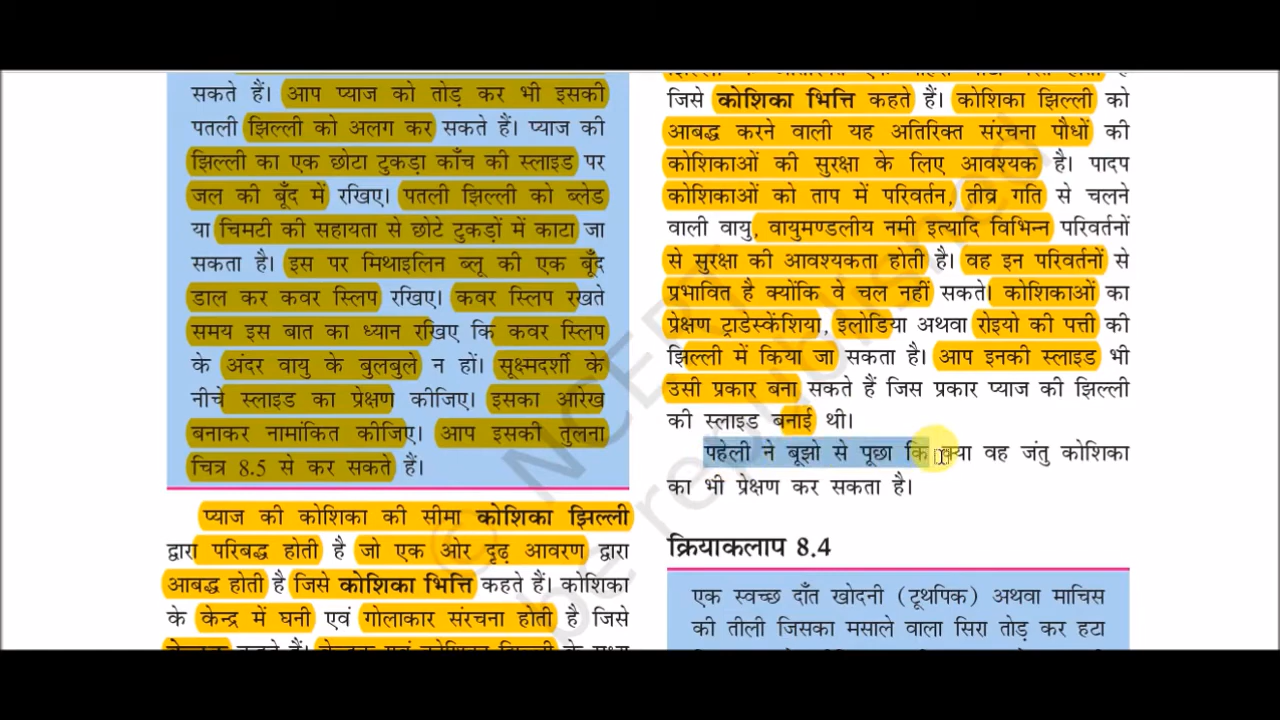 सकते हैं। आप प्याज को तोड़ कर भी इसकी
पतली झिल्ली को अलग कर सकते हैं। प्याज की
झिल्ली का एक छोटा टुकड़ा काँच की स्लाइड पर
जल की बूँद में रखिए। पतली झिल्ली को ब्लेड
या चिमटी की सहायता से छोटे टुकड़ों में काटा जा
सकता है। इस पर मिथाइलिन ब्लू की एक बूँद
डाल कर कवर स्लिप रखिए। कवर स्लिप रखते
समय इस बात का ध्यान रखिए कि कवर स्लिप
के अंदर वायु के बुलबुले न हों। सूक्ष्मदर्शी के
नीचे स्लाइड का प्रेक्षण कीजिए। इसका आरेख
बनाकर नामांकित कीजिए। आप इसकी तुलना
चित्र 8.5 से कर सकते हैं।
प्याज की कोशिका की सीमा कोशिका झिल्ली
द्वारा परिबद्ध होती है जो एक ओर दृढ़ आवरण द्वारा
आबद्ध होती है जिसे कोशिका भित्ति कहते हैं। कोशिका
के केन्द्र में घनी एवं गोलाकार संरचना होती है जिसे
जिसे कोशिका भित्ति कहते हैं। कोशिका झिल्ली को
आबद्ध करने वाली यह अतिरिक्त संरचना पौधों की
कोशिकाओं की सुरक्षा के लिए आवश्यक है। पादप
कोशिकाओं को ताप में परिवर्तन, तीव्र गति से चलने
वाली वायु, वायुमण्डलीय नमी इत्यादि विभिन्न परिवर्तनों
से सुरक्षा की आवश्यकता होती है। वह इन परिवर्तनों से
प्रभावित है क्योंकि वे चल नहीं सकते। कोशिकाओं का
प्रेक्षण ट्राडेस्केंशिया, इलोडिया अथवा रोइयो की पत्ती की
झिल्ली में किया जा सकता है। आप इनकी स्लाइड भी
उसी प्रकार बना सकते हैं जिस प्रकार प्याज की झिल्ली
की स्लाइड बनाई थी।
पहेली ने बूझो से पूछा कि क्या वह जंतु कोशिका
का भी प्रेक्षण कर सकता है।
क्रियाकलाप 8.4
एक स्वच्छ दाँत खोदनी (टूथपिक) अथवा माचिस
की तीली जिसका मसाले वाला सिरा तोड़ कर हटा